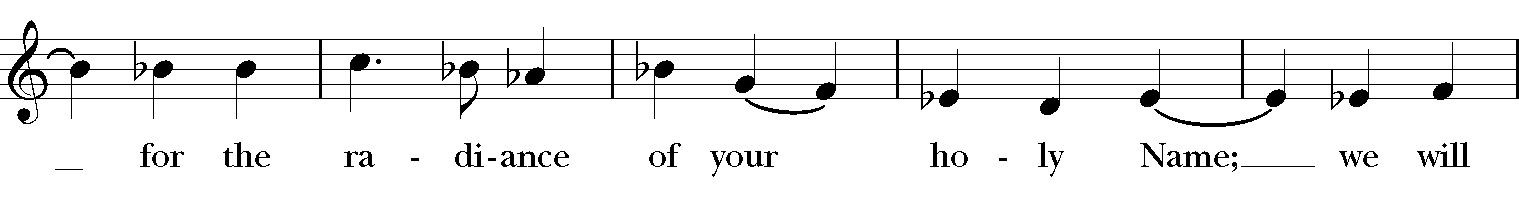 _ for the ra - di-ance of your ho - ly Name;___ we will